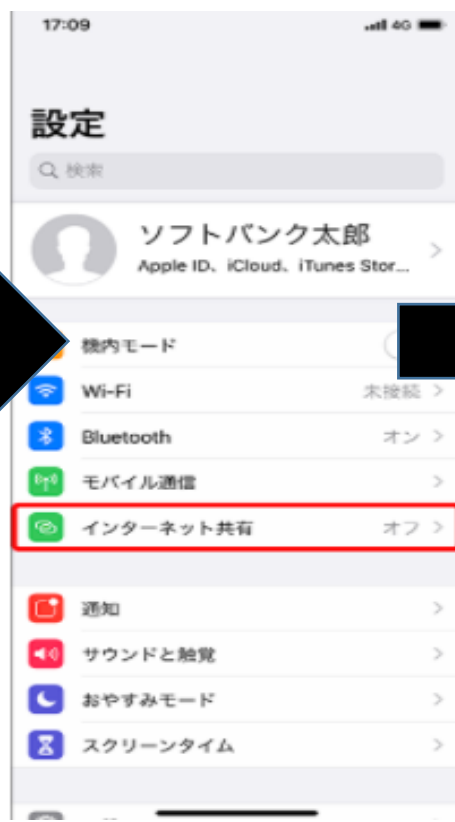 17:09 4G
設定
検索
ソフトバンク太郎
Apple ID、iCloud、iTunes Stor...
機内モード
Wi-Fi 未接続
Bluetooth オン
モバイル通信
インターネット共有 オフ
通知
サウンドと触覚
おやすみモード
スクリーンタイム